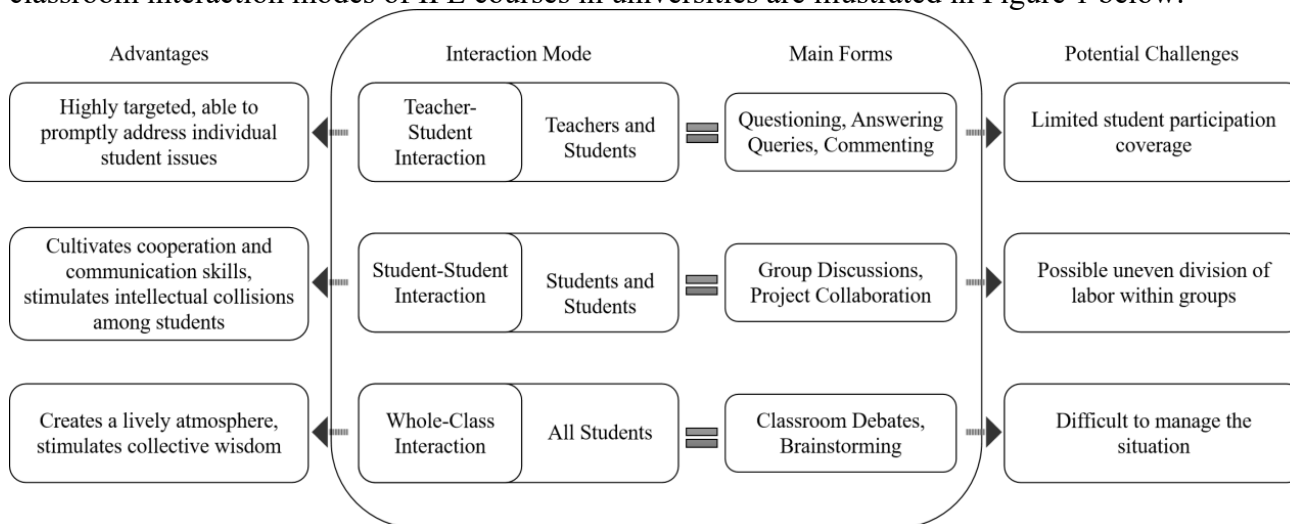 classroom interaction modes of IPE courses in universities are illustrated in Figure 1 below.
Advantages
Interaction Mode
Main Forms
Potential Challenges
Highly targeted, able to
promptly address individual
student issues
Teacher-
Student
Interaction
Teachers and
Students
Questioning, Answering
Queries, Commenting
Limited student participation
coverage
Cultivates cooperation and
communication skills,
stimulates intellectual collisions
among students
Student-Student
Interaction
Students and
Students
Group Discussions,
Project Collaboration
Possible uneven division of
labor within groups
Creates a lively atmosphere,
stimulates collective wisdom
Whole-Class
Interaction
All Students
Classroom Debates,
Brainstorming
Difficult to manage the
situation